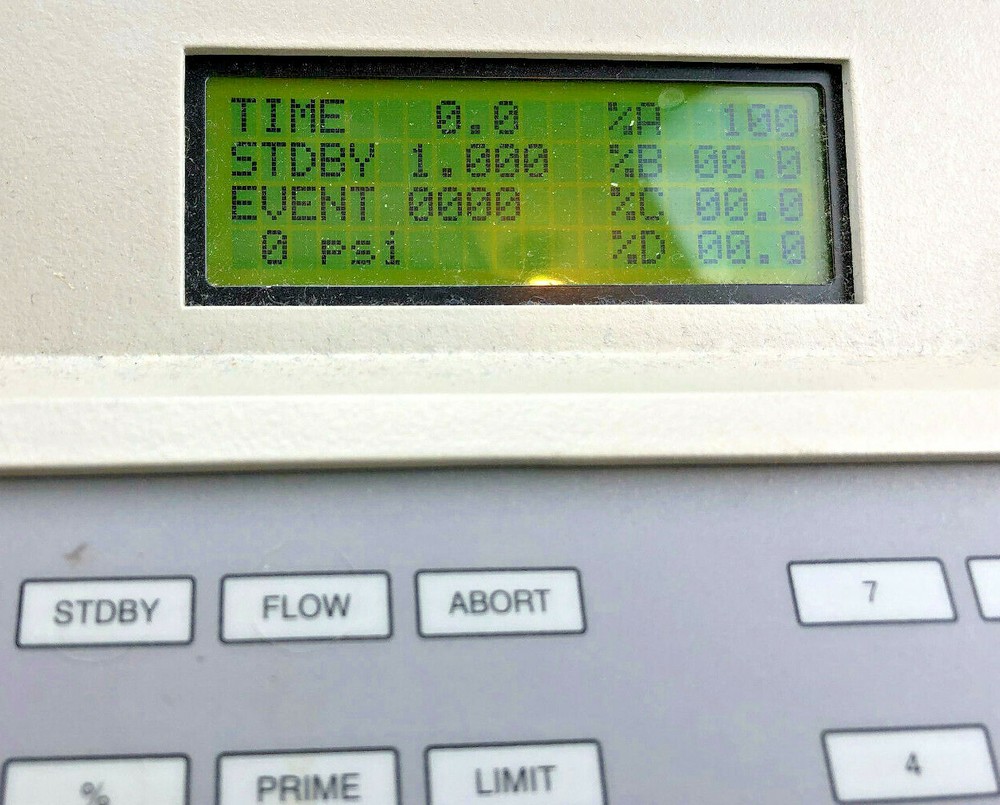 TIME 0.0 %A 100
STDBY 1.000 %B 00.0
EVENT 0000 %C 00.0
0 psi %D 00.0
STDBY FLOW ABORT 7
% PRIME LIMIT 4